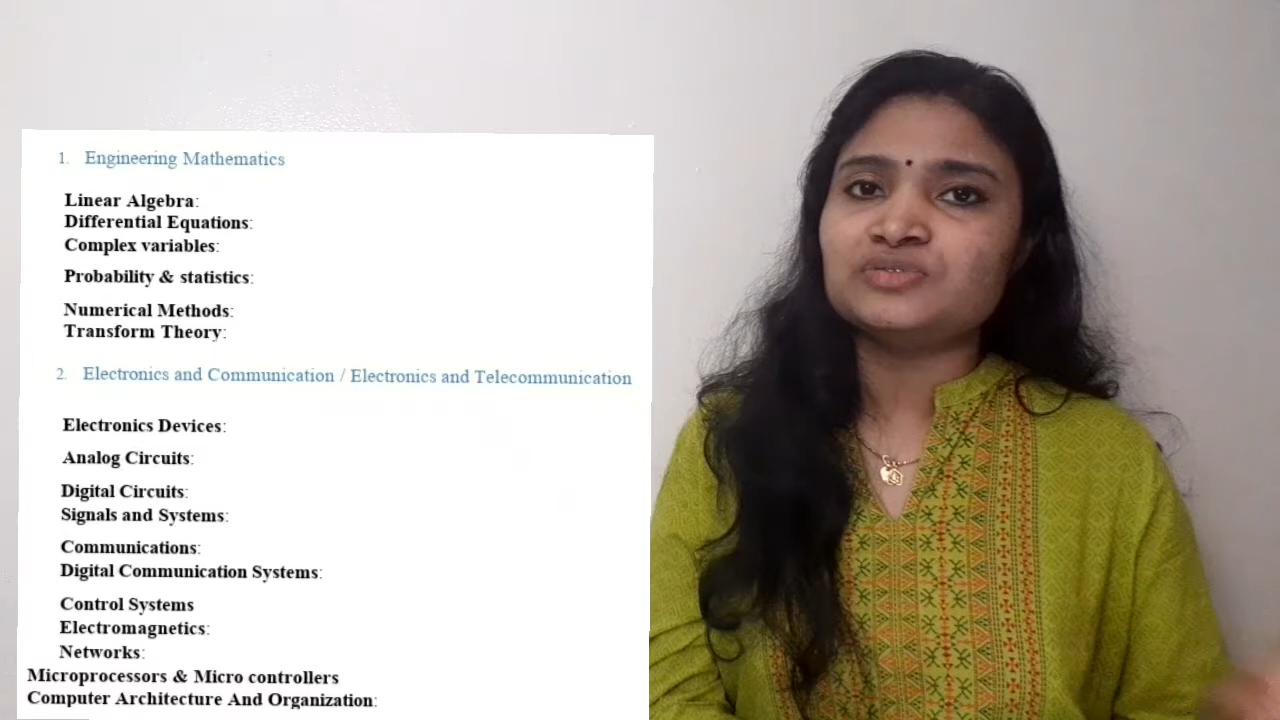 1. Engineering Mathematics
Linear Algebra:
Differential Equations:
Complex variables:
Probability & statistics:
Numerical Methods:
Transform Theory:
2. Electronics and Communication / Electronics and Telecommunication
Electronics Devices:
Analog Circuits:
Digital Circuits:
Signals and Systems:
Communications:
Digital Communication Systems:
Control Systems
Electromagnetics:
Networks:
Microprocessors & Micro controllers
Computer Architecture And Organization: